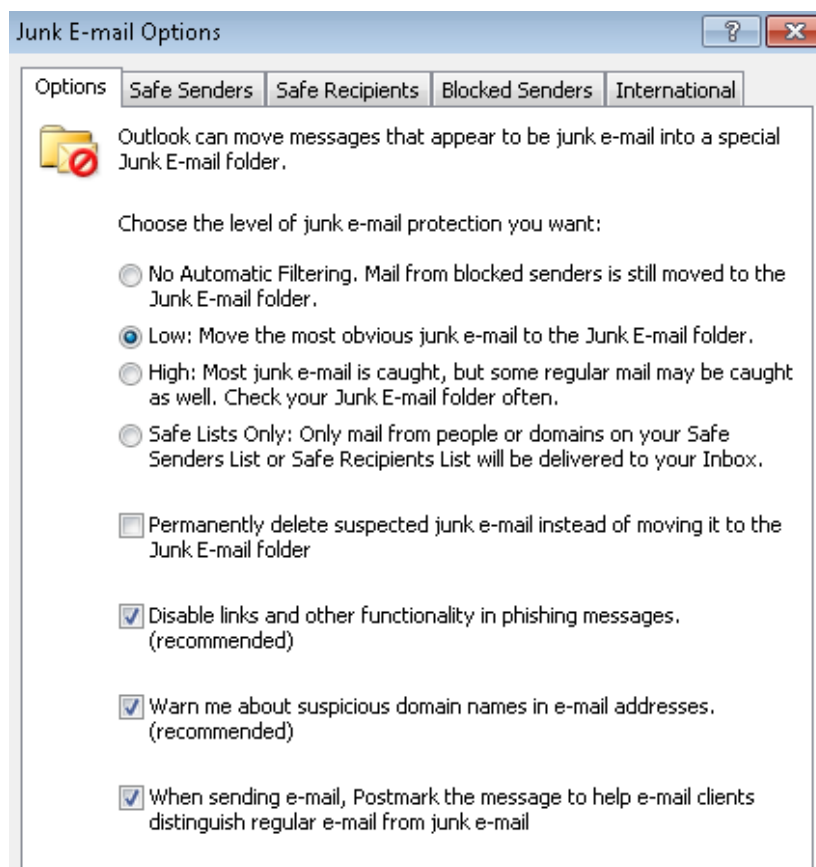 Junk E-mail Options
Options
Safe Senders
Safe Recipients
Blocked Senders
International
Outlook can move messages that appear to be junk e-mail into a special
Junk E-mail folder.
Choose the level of junk e-mail protection you want:
No Automatic Filtering. Mail from blocked senders is still moved to the
Junk E-mail folder.
Low: Move the most obvious junk e-mail to the Junk E-mail folder.
High: Most junk e-mail is caught, but some regular mail may be caught
as well. Check your Junk E-mail folder often.
Safe Lists Only: Only mail from people or domains on your Safe
Senders List or Safe Recipients List will be delivered to your Inbox.
Permanently delete suspected junk e-mail instead of moving it to the
Junk E-mail folder
Disable links and other functionality in phishing messages.
(recommended)
Warn me about suspicious domain names in e-mail addresses.
(recommended)
When sending e-mail, Postmark the message to help e-mail clients
distinguish regular e-mail from junk e-mail